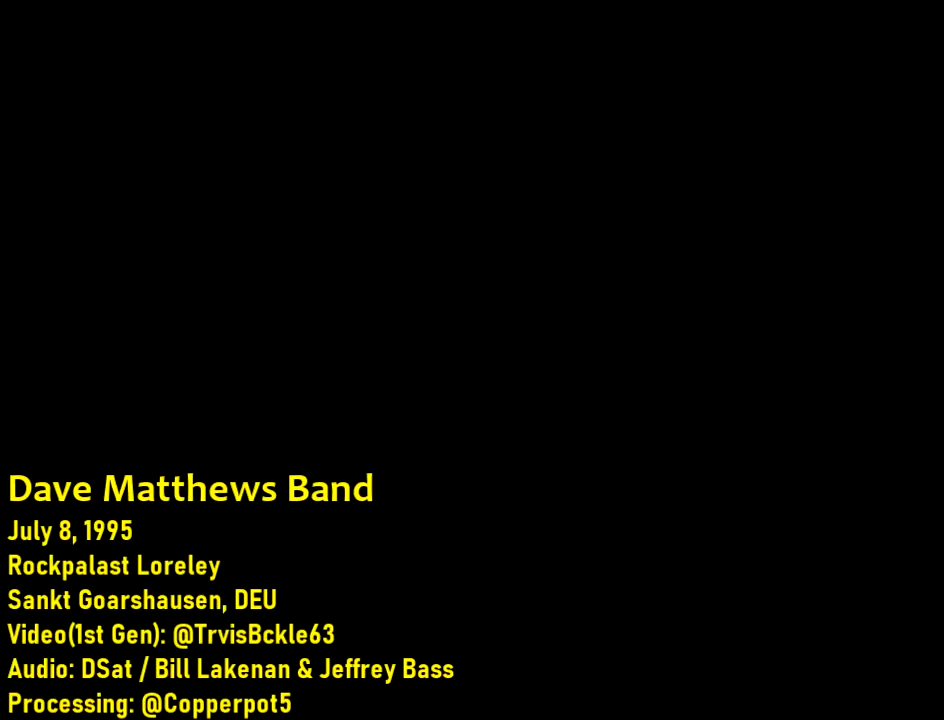 Dave Matthews Band
July 8, 1995
Rockpalast Loreley
Sankt Goarshausen, DEU
Video(1st Gen): @TrvisBckle63
Audio: DSat / Bill Lakenan & Jeffrey Bass
Processing: @Copperpot5